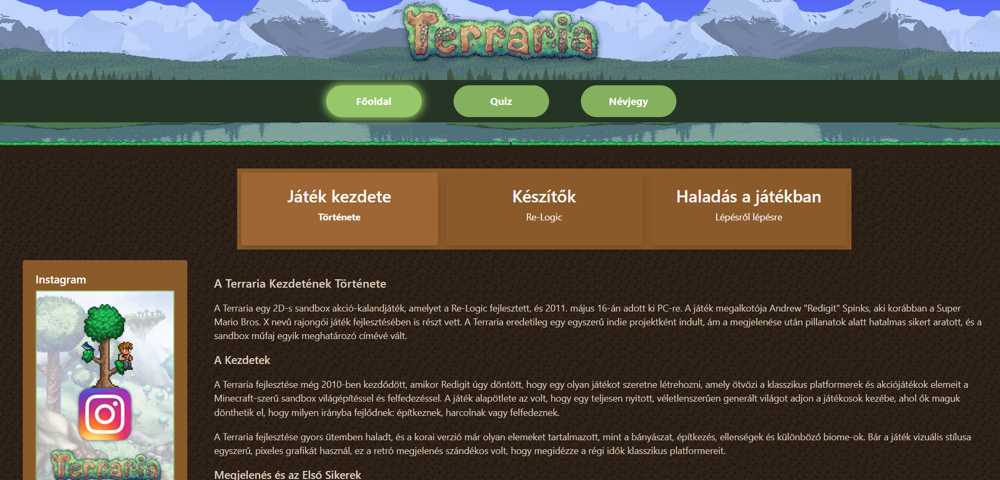 Terraria
Főoldal
Quiz
Névjegy
Játék kezdete
Története
Készítők
Re-Logic
Haladás a játékban
Lépésről lépésre
Instagram
Terraria
A Terraria Kezdetének Története
A Terraria egy 2D-s sandbox akció-kalandjáték, amelyet a Re-Logic fejlesztett, és 2011. május 16-án adott ki PC-re. A játék megalkotója Andrew "Redigit" Spinks, aki korábban a Super
Mario Bros. X nevű rajongói játék fejlesztésében is részt vett. A Terraria eredetileg egy egyszerű indie projektként indult, ám a megjelenése után pillanatok alatt hatalmas sikert aratott, és a
sandbox műfaj egyik meghatározó címévé vált.
A Kezdetek
A Terraria fejlesztése még 2010-ben kezdődött, amikor Redigit úgy döntött, hogy egy olyan játékot szeretne létrehozni, amely ötvözi a klasszikus platformerek és akciójátékok elemeit a
Minecraft-szerű sandbox világépítéssel és felfedezéssel. A játék alapötlete az volt, hogy egy teljesen nyitott, véletlenszerűen generált világot adjon a játékosok kezébe, ahol ők maguk
dönthetik el, hogy milyen irányba fejlődnek: építkeznek, harcolnak vagy felfedeznek.
A Terraria fejlesztése gyors ütemben haladt, és a korai verzió már olyan elemeket tartalmazott, mint a bányászat, építkezés, ellenségek és különböző biome-ok. Bár a játék vizuális stílusa
egyszerű, pixeles grafikát használ, ez a retró megjelenés szándékos volt, hogy megidézze a régi idők klasszikus platformereit.
Megjelenés és az Első Sikerek